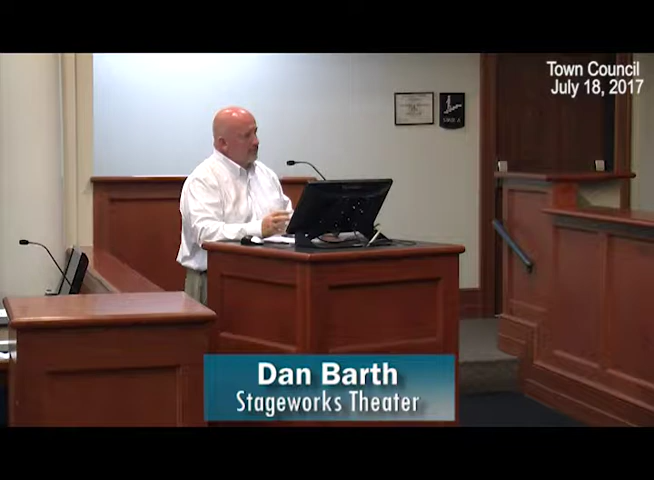 Town Council
July 18, 2017
Dan Barth
Stageworks Theater